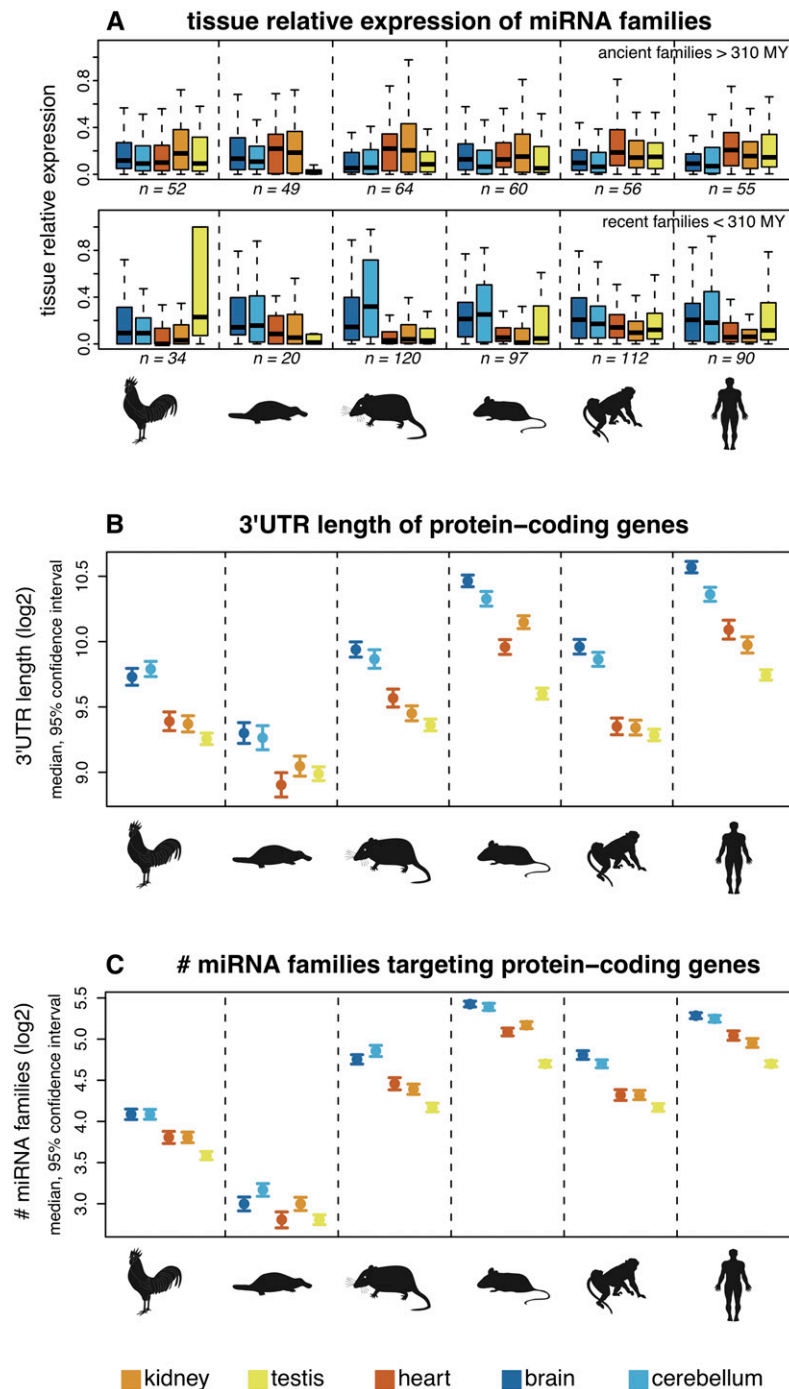 A tissue relative expression of miRNA families
ancient families > 310 MY
tissue relative expression
0.0 0.4 0.8
n = 52 n = 49 n = 64 n = 60 n = 56 n = 55
recent families < 310 MY
tissue relative expression
0.0 0.4 0.8
n = 34 n = 20 n = 120 n = 97 n = 112 n = 90
B 3'UTR length of protein−coding genes
3'UTR length (log2)
median, 95% confidence interval
9.0 9.5 10.0 10.5
C # miRNA families targeting protein−coding genes
# miRNA families (log2)
median, 95% confidence interval
3.0 3.5 4.0 4.5 5.0 5.5
kidney testis heart brain cerebellum